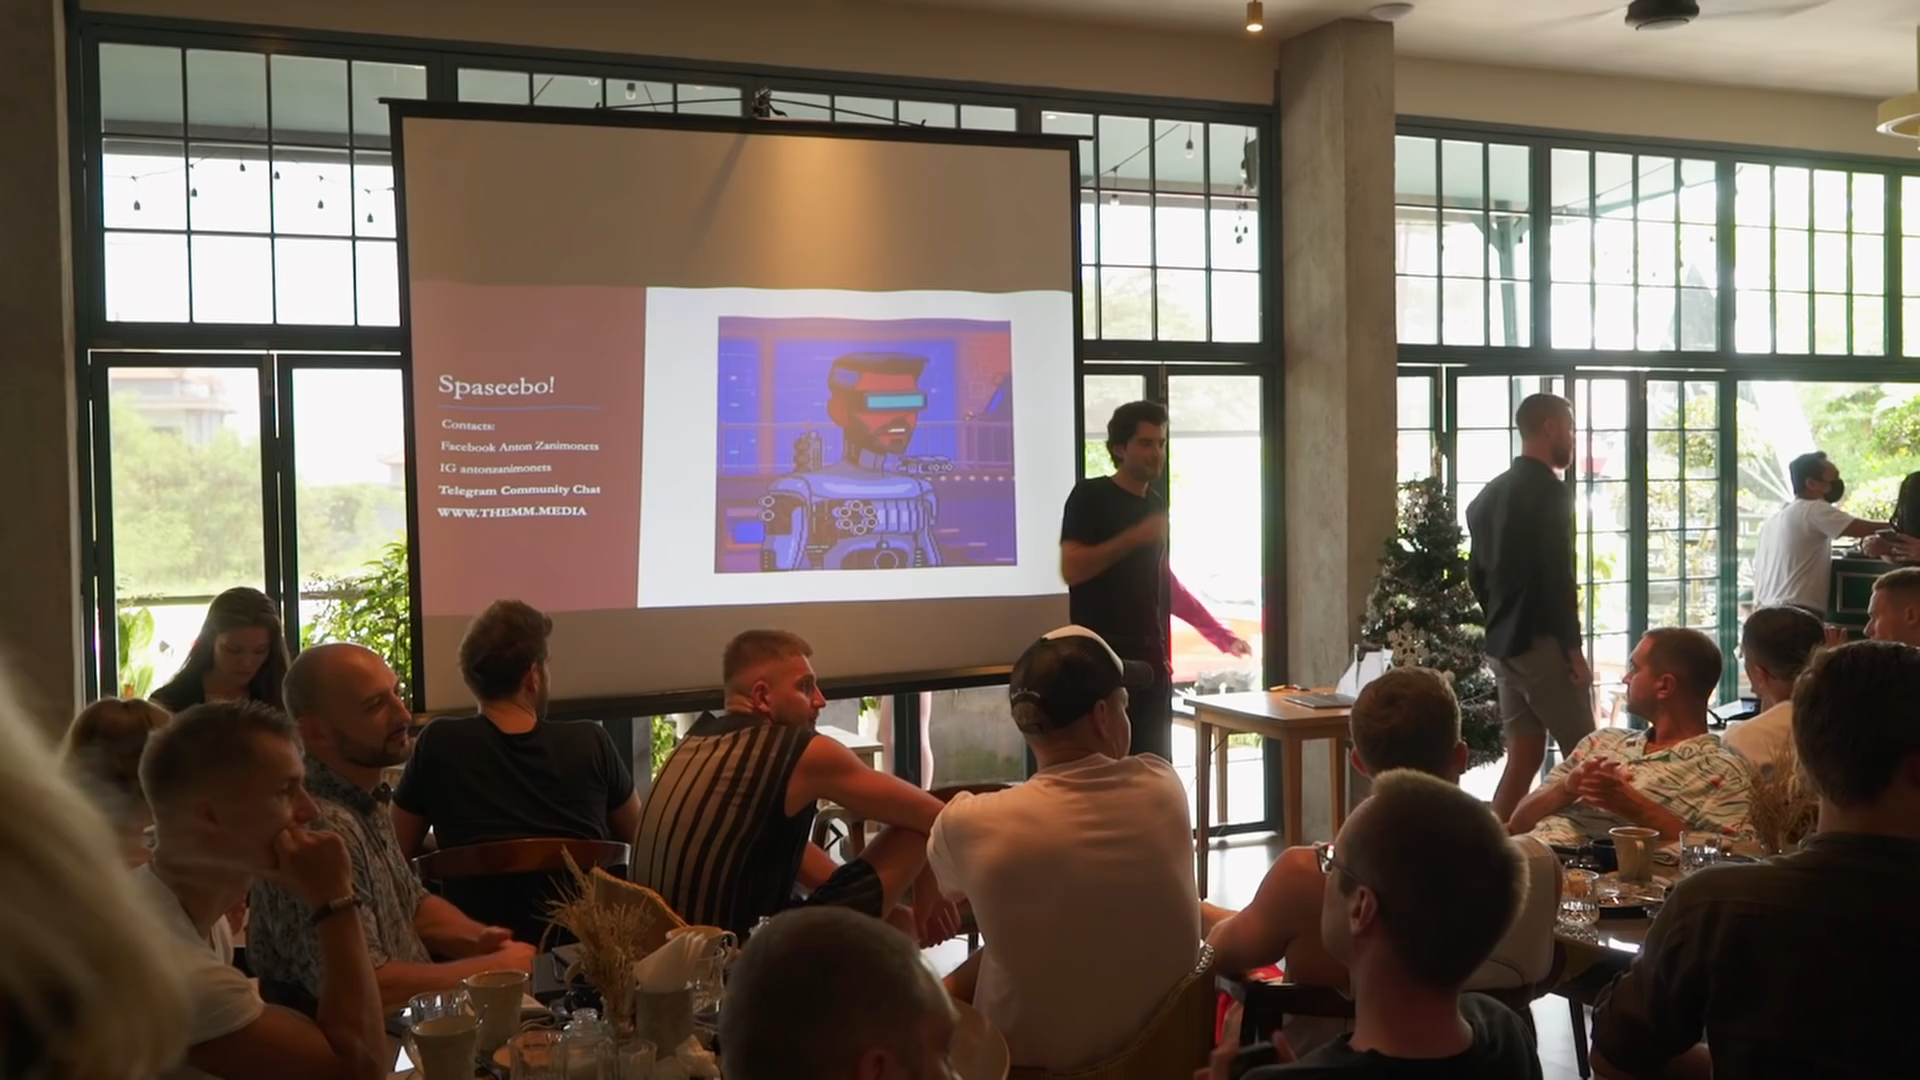 Spaseebo!
Contacts:
Facebook Anton Zanimonets
IG antonzanimonets
Telegram Community Chat
WWW.THEMM.MEDIA